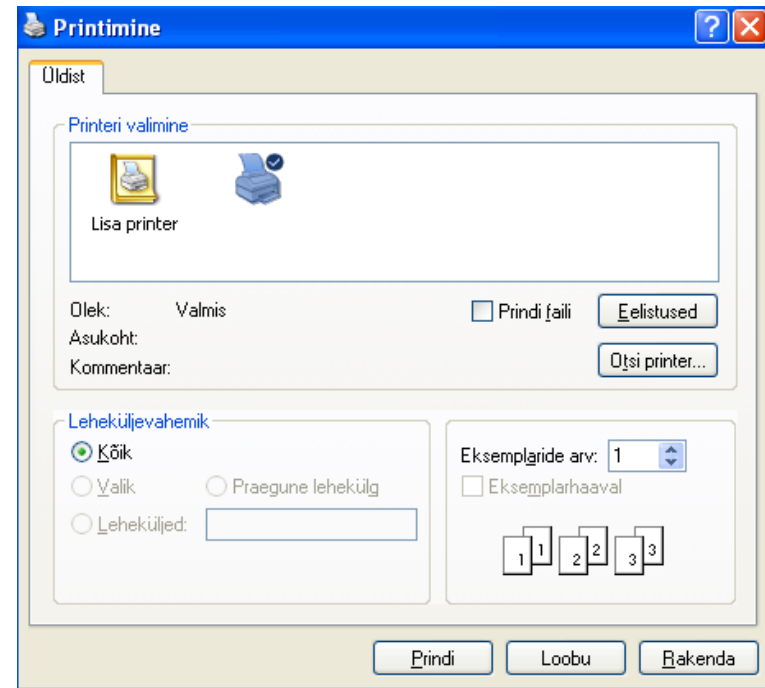 Printimine
Üldist
Printeri valimine
Lisa printer
Olek: Valmis
Prindi faili
Eelistused
Asukoht:
Otsi printer...
Kommentaar:
Leheküljevahemik
Kõik
Valik
Praegune lehekülg
Leheküljed:
Eksemplaride arv: 1
Eksemplarhaaval
1 1 2 2 3 3
Prindi
Loobu
Rakenda